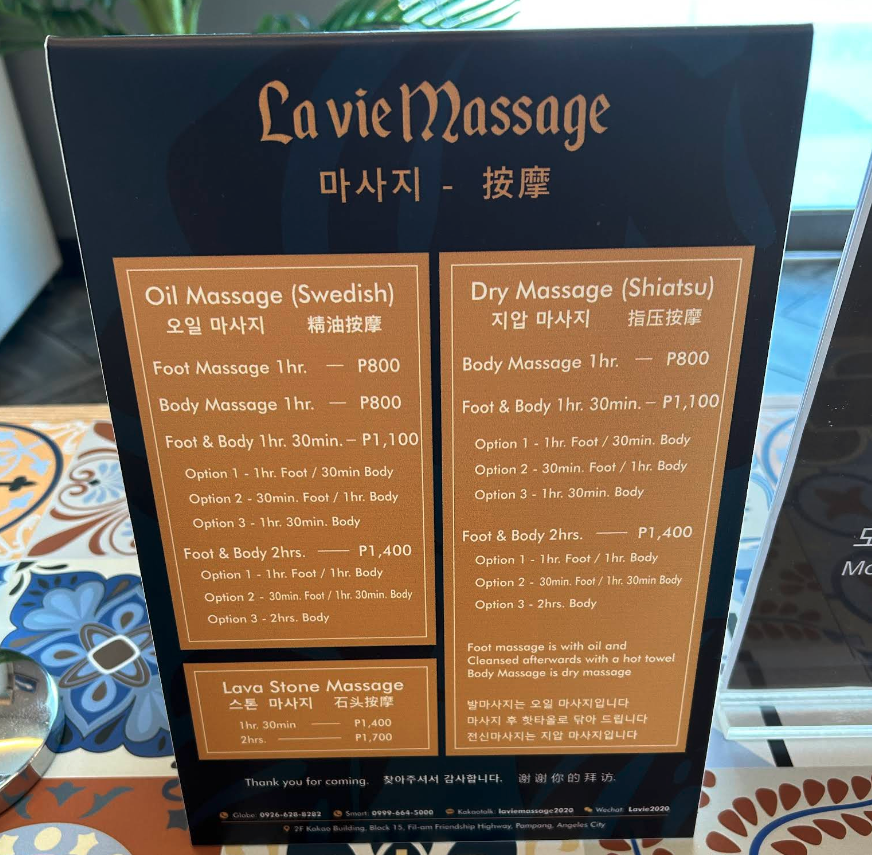 La vie Massage
마사지 - 按摩
Oil Massage (Swedish)
오일 마사지 精油按摩
Foot Massage 1hr. — P800
Body Massage 1hr. — P800
Foot & Body 1hr. 30min. – P1,100
Option 1 - 1hr. Foot / 30min Body
Option 2 - 30min. Foot / 1hr. Body
Option 3 - 1hr. 30min. Body
Foot & Body 2hrs. — P1,400
Option 1 - 1hr. Foot / 1hr. Body
Option 2 - 30min. Foot / 1hr. 30min. Body
Option 3 - 2hrs. Body
Lava Stone Massage
스톤 마사지 石头按摩
1hr. 30min — P1,400
2hrs. — P1,700
Dry Massage (Shiatsu)
지압 마사지 指压按摩
Body Massage 1hr. — P800
Foot & Body 1hr. 30min. – P1,100
Option 1 - 1hr. Foot / 30min. Body
Option 2 - 30min. Foot / 1hr. Body
Option 3 - 1hr. 30min. Body
Foot & Body 2hrs. — P1,400
Option 1 - 1hr. Foot / 1hr. Body
Option 2 - 30min. Foot / 1hr. 30min Body
Option 3 - 2hrs. Body
Foot massage is with oil and
Cleansed afterwards with a hot towel
Body Massage is dry massage
발마사지는 오일 마사지입니다
마사지 후 핫타올로 닦아 드립니다
전신마사지는 지압 마사지입니다
Thank you for coming. 찾아주셔서 감사합니다. 谢谢你的拜访.
Globe: 0926-628-8282 Smart: 0999-664-5000 Kakaotalk: laviemassage2020 Wechat: Lavie2020
2F Kakao Building, Block 15, Fil-am Friendship Highway, Pampang, Angeles City